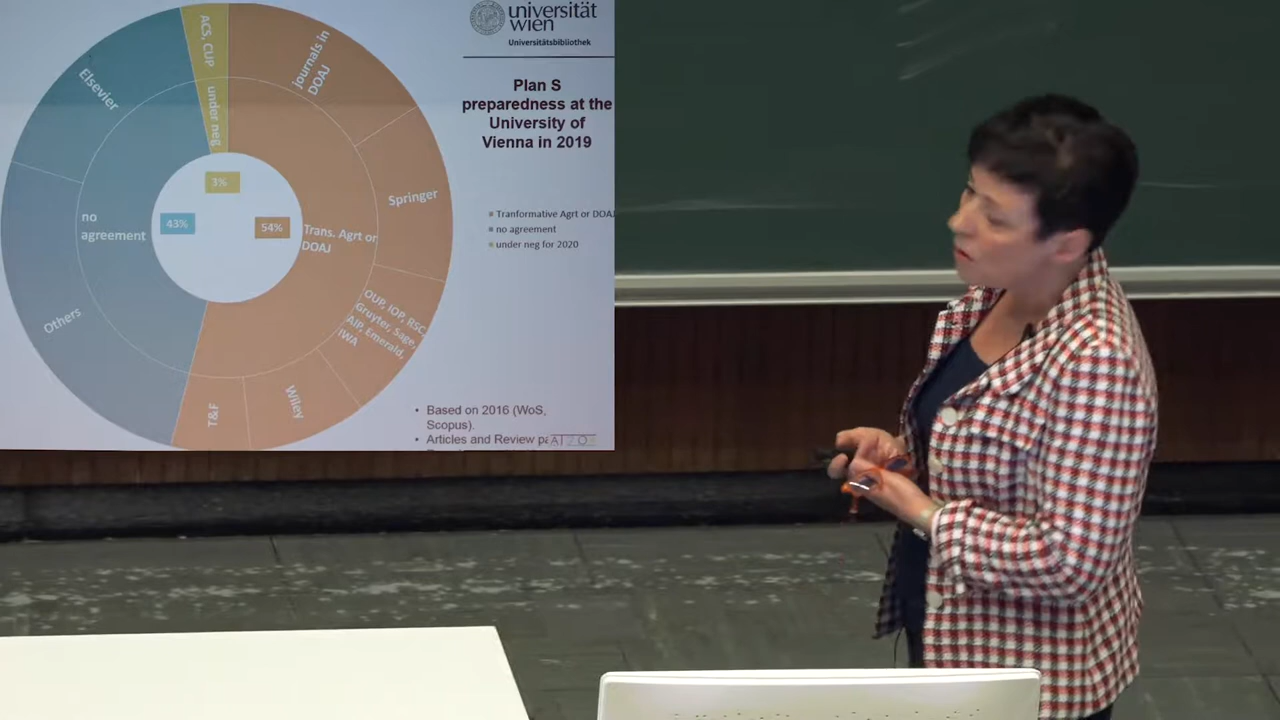 universität
wien
Universitätsbibliothek
Plan S
preparedness at the
University of
Vienna in 2019
Tranformative Agrt or DOAJ
no agreement
under neg for 2020
ACS, CUP
under neg
Journals in
DOAJ
Springer
Trans. Agrt or
DOAJ
OUP, IOP, RSC,
Gruyter, Sage,
AIP, Emerald,
IWA
Wiley
T&F
Others
Elsevier
no
agreement
3%
43%
54%
• Based on 2016 (WoS,
Scopus).
• Articles and Review pa